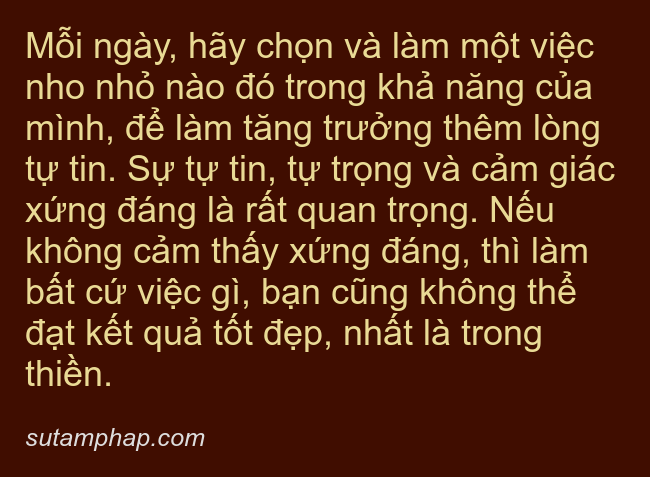 Mỗi ngày, hãy chọn và làm một việc
nho nhỏ nào đó trong khả năng của
mình, để làm tăng trưởng thêm lòng
tự tin. Sự tự tin, tự trọng và cảm giác
xứng đáng là rất quan trọng. Nếu
không cảm thấy xứng đáng, thì làm
bất cứ việc gì, bạn cũng không thể
đạt kết quả tốt đẹp, nhất là trong
thiền.
sutamphap.com